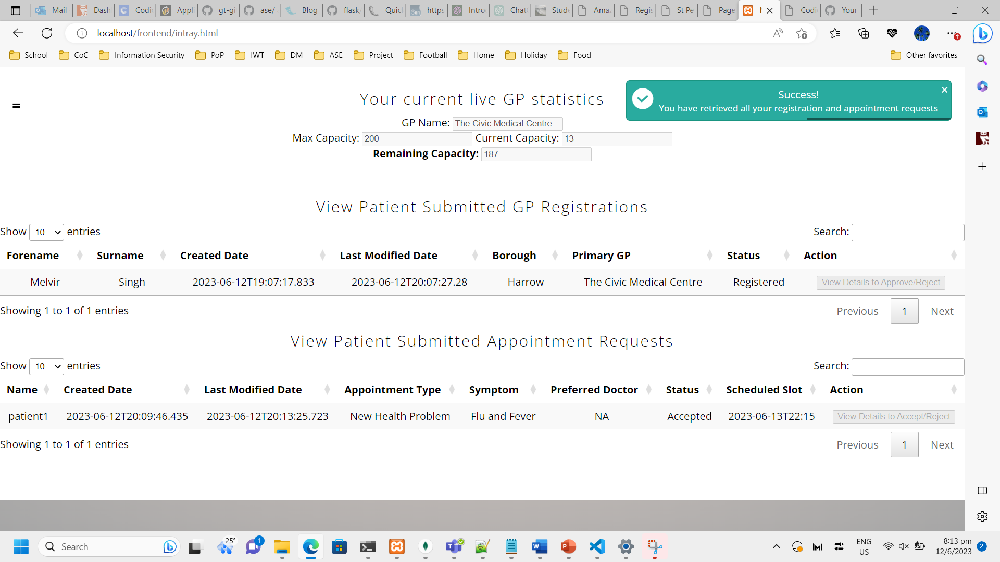 Mail Dash Codi Appli gt-gi ase/ Blog flask/ Quick https Intro Chat Stude Amaz Regis St Pe Page Codi Your
localhost/frontend/intray.html
School CoC Information Security PoP IWT DM ASE Project Football Home Holiday Food Other favorites
Your current live GP statistics
Success!
You have retrieved all your registration and appointment requests
GP Name: The Civic Medical Centre
Max Capacity: 200 Current Capacity: 13
Remaining Capacity: 187
View Patient Submitted GP Registrations
Show 10 entries Search:
Forename Surname Created Date Last Modified Date Borough Primary GP Status Action
Melvir Singh 2023-06-12T19:07:17.833 2023-06-12T20:07:27.28 Harrow The Civic Medical Centre Registered View Details to Approve/Reject
Showing 1 to 1 of 1 entries Previous 1 Next
View Patient Submitted Appointment Requests
Show 10 entries Search:
Name Created Date Last Modified Date Appointment Type Symptom Preferred Doctor Status Scheduled Slot Action
patient1 2023-06-12T20:09:46.435 2023-06-12T20:13:25.723 New Health Problem Flu and Fever NA Accepted 2023-06-13T22:15 View Details to Accept/Reject
Showing 1 to 1 of 1 entries Previous 1 Next
Search 25° 1 ENG US 8:13 pm 12/6/2023 2